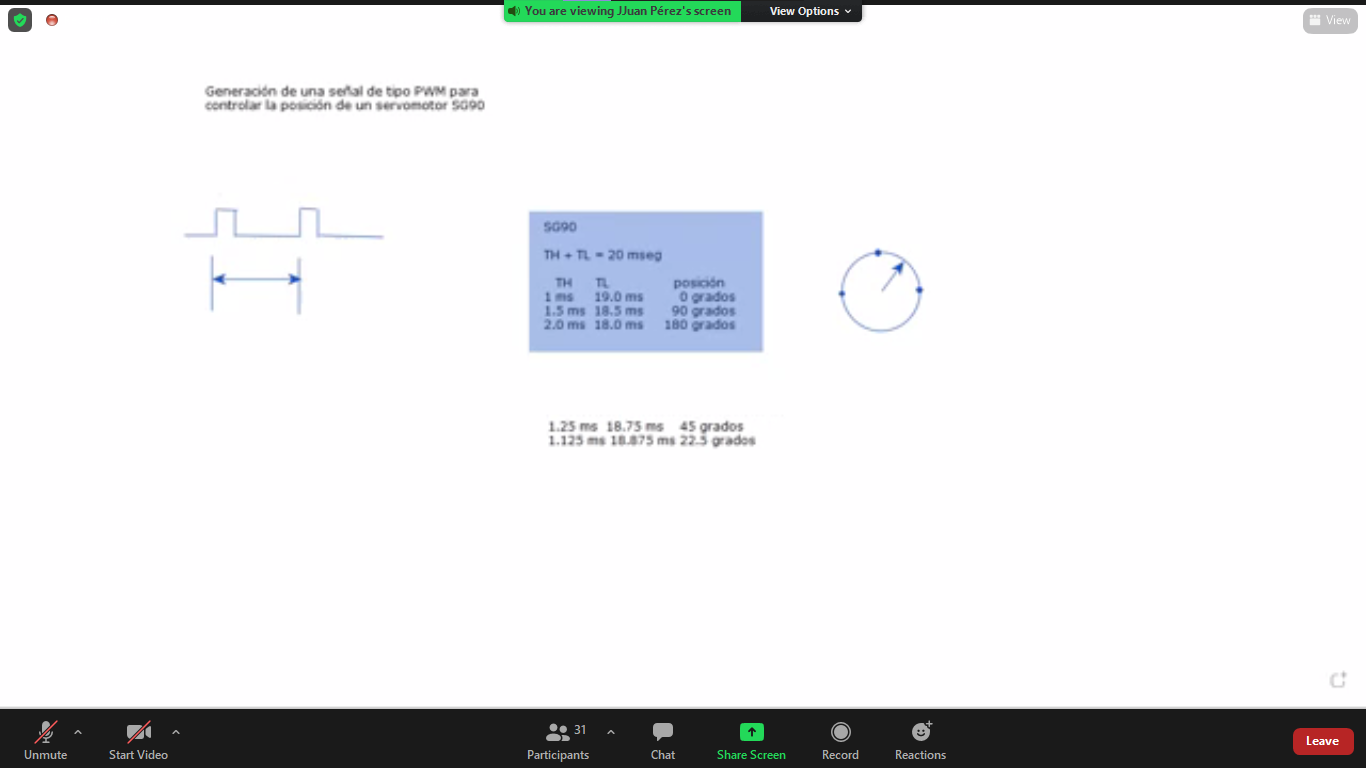 You are viewing JJuan Pérez's screen
View Options
View
Generación de una señal de tipo PWM para
controlar la posición de un servomotor SG90
SG90
TH + TL = 20 mseg
TH TL posición
1 ms 19.0 ms 0 grados
1.5 ms 18.5 ms 90 grados
2.0 ms 18.0 ms 180 grados
1.25 ms 18.75 ms 45 grados
1.125 ms 18.875 ms 22.5 grados
Unmute
Start Video
Participants
31
Chat
Share Screen
Record
Reactions
Leave